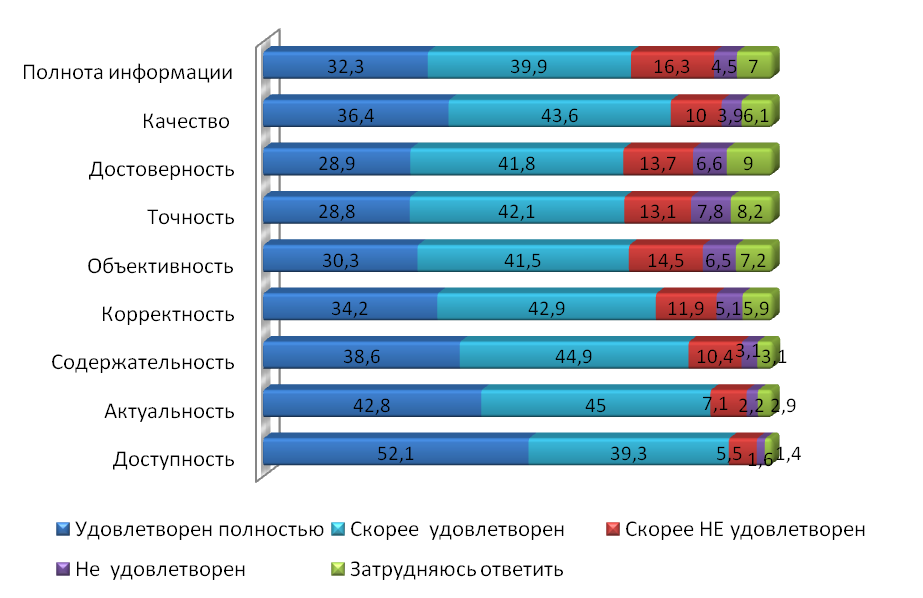 Полнота информации 32,3 39,9 16,3 4,5 7
Качество 36,4 43,6 10 3,9 6,1
Достоверность 28,9 41,8 13,7 6,6 9
Точность 28,8 42,1 13,1 7,8 8,2
Объективность 30,3 41,5 14,5 6,5 7,2
Корректность 34,2 42,9 11,9 5,1 5,9
Содержательность 38,6 44,9 10,4 3,1 3,1
Актуальность 42,8 45 7,1 2,2 2,9
Доступность 52,1 39,3 5,5 1,6 1,4
Удовлетворен полностью Скорее удовлетворен Скорее НЕ удовлетворен
Не удовлетворен Затрудняюсь ответить